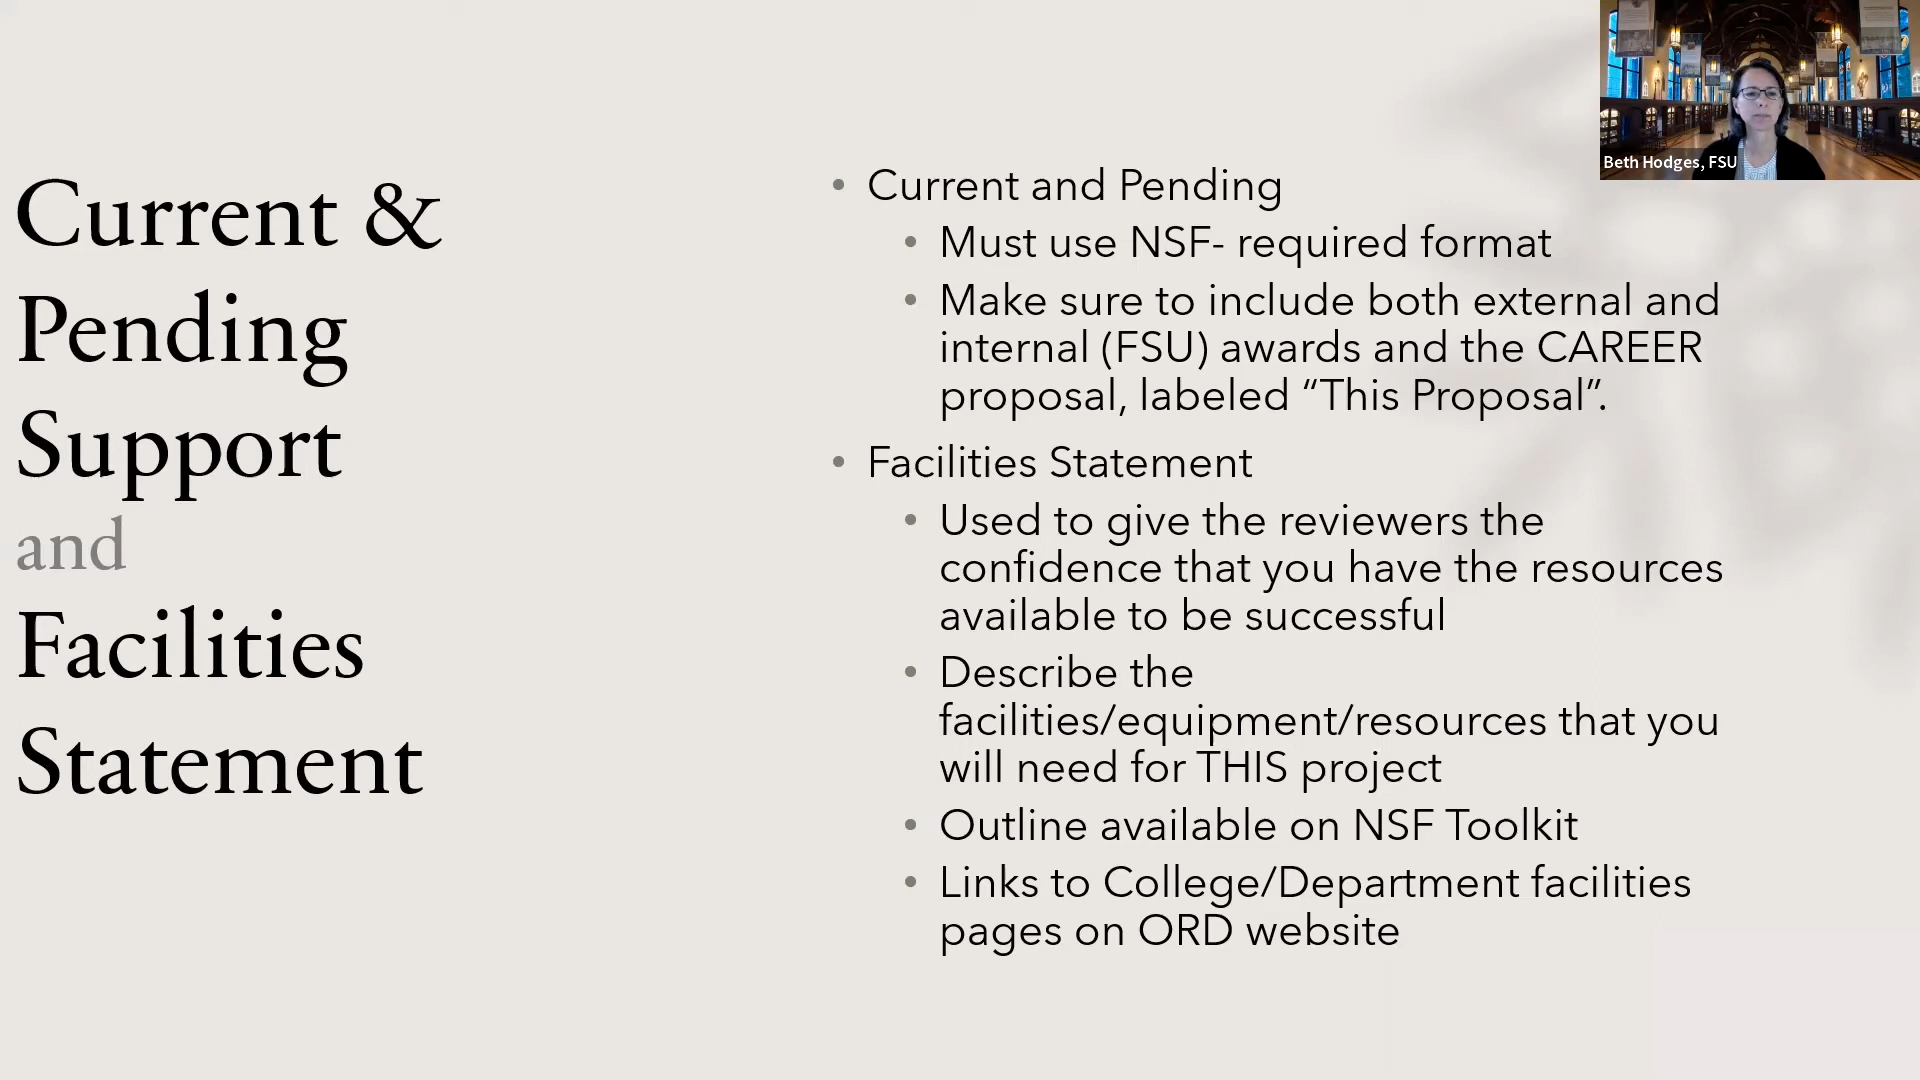 Current &
Pending
Support
and
Facilities
Statement
• Current and Pending
• Must use NSF- required format
• Make sure to include both external and
internal (FSU) awards and the CAREER
proposal, labeled “This Proposal”.
• Facilities Statement
• Used to give the reviewers the
confidence that you have the resources
available to be successful
• Describe the
facilities/equipment/resources that you
will need for THIS project
• Outline available on NSF Toolkit
• Links to College/Department facilities
pages on ORD website
Beth Hodges, FSU